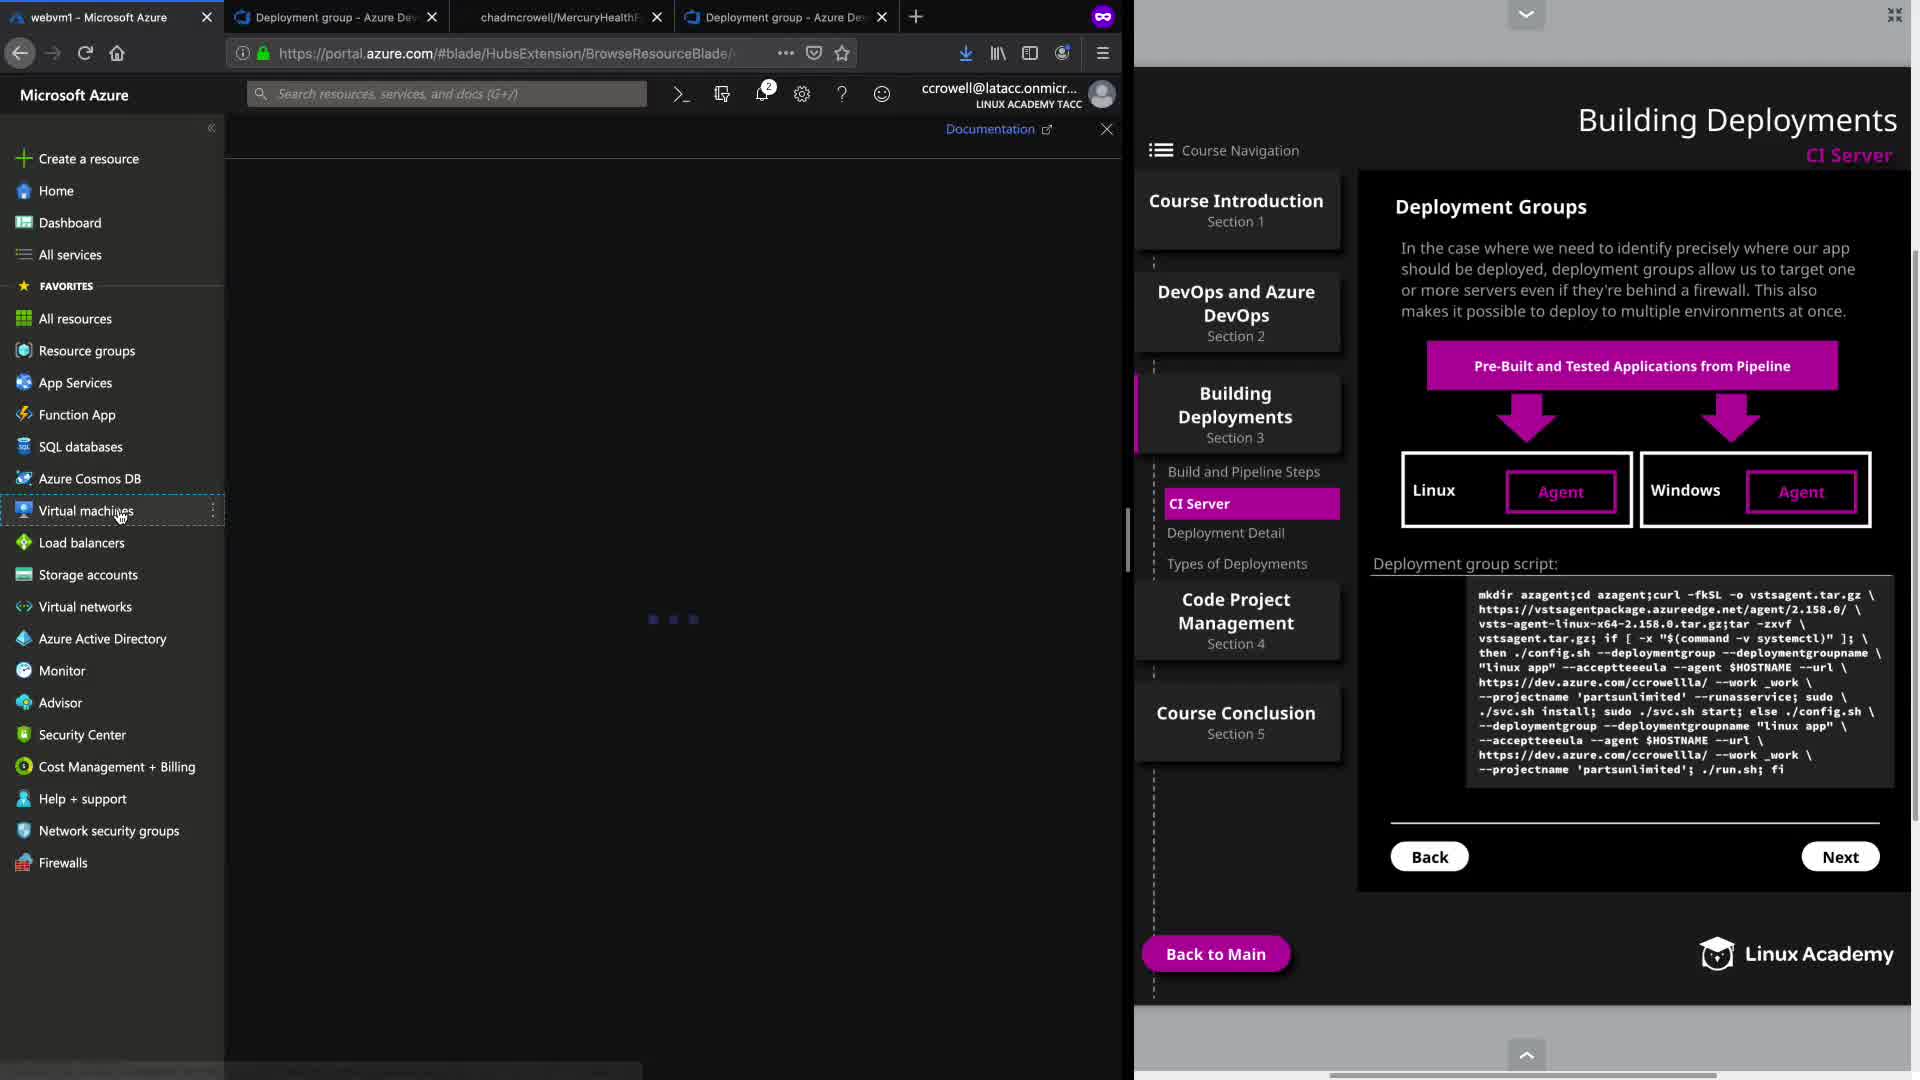 webvm1 - Microsoft Azure
Deployment group - Azure Dev
chadmcrowell/MercuryHealthF
Deployment group - Azure Dev
https://portal.azure.com/#blade/HubsExtension/BrowseResourceBlade/
Microsoft Azure
Search resources, services, and docs (G+/)
2
ccrowell@latacc.onmicr...
LINUX ACADEMY TACC
Documentation
Create a resource
Home
Dashboard
All services
FAVORITES
All resources
Resource groups
App Services
Function App
SQL databases
Azure Cosmos DB
Virtual machines
Load balancers
Storage accounts
Virtual networks
Azure Active Directory
Monitor
Advisor
Security Center
Cost Management + Billing
Help + support
Network security groups
Firewalls
Building Deployments
CI Server
Course Navigation
Course Introduction
Section 1
DevOps and Azure
DevOps
Section 2
Building
Deployments
Section 3
Build and Pipeline Steps
CI Server
Deployment Detail
Types of Deployments
Code Project
Management
Section 4
Course Conclusion
Section 5
Back to Main
Deployment Groups
In the case where we need to identify precisely where our app
should be deployed, deployment groups allow us to target one
or more servers even if they're behind a firewall. This also
makes it possible to deploy to multiple environments at once.
Pre-Built and Tested Applications from Pipeline
Linux
Agent
Windows
Agent
Deployment group script:
mkdir azagent;cd azagent;curl -fkSL -o vstsagent.tar.gz \
https://vstsagentpackage.azureedge.net/agent/2.158.0/ \
vsts-agent-linux-x64-2.158.0.tar.gz;tar -zxvf \
vstsagent.tar.gz; if [ -x "$(command -v systemctl)" ]; \
then ./config.sh --deploymentgroup --deploymentgroupname \
"linux app" --acceptteeeula --agent $HOSTNAME --url \
https://dev.azure.com/ccrowellla/ --work _work \
--projectname 'partsunlimited' --runasservice; sudo \
./svc.sh install; sudo ./svc.sh start; else ./config.sh \
--deploymentgroup --deploymentgroupname "linux app" \
--acceptteeeula --agent $HOSTNAME --url \
https://dev.azure.com/ccrowellla/ --work _work \
--projectname 'partsunlimited'; ./run.sh; fi
Back
Next
Linux Academy